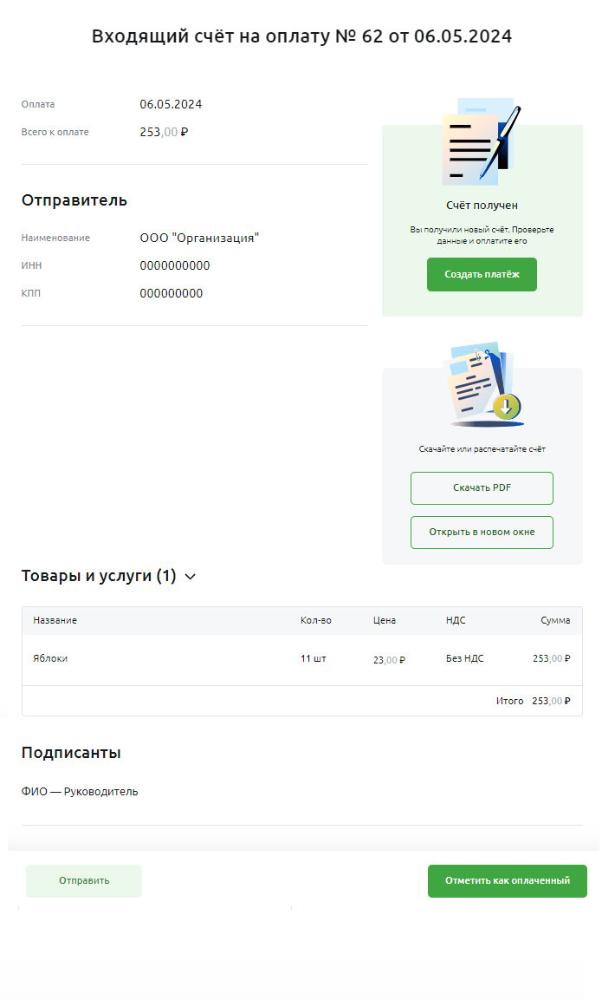 Входящий счёт на оплату № 62 от 06.05.2024
Оплата 06.05.2024
Всего к оплате 253,00 ₽
Отправитель
Наименование ООО "Организация"
ИНН 0000000000
КПП 000000000
Счёт получен
Вы получили новый счёт. Проверьте
данные и оплатите его
Создать платёж
Скачайте или распечатайте счёт
Скачать PDF
Открыть в новом окне
Товары и услуги (1)
Название Кол-во Цена НДС Сумма
Яблоки 11 шт 23,00 ₽ Без НДС 253,00 ₽
Итого 253,00 ₽
Подписанты
ФИО — Руководитель
Отправить Отметить как оплаченный